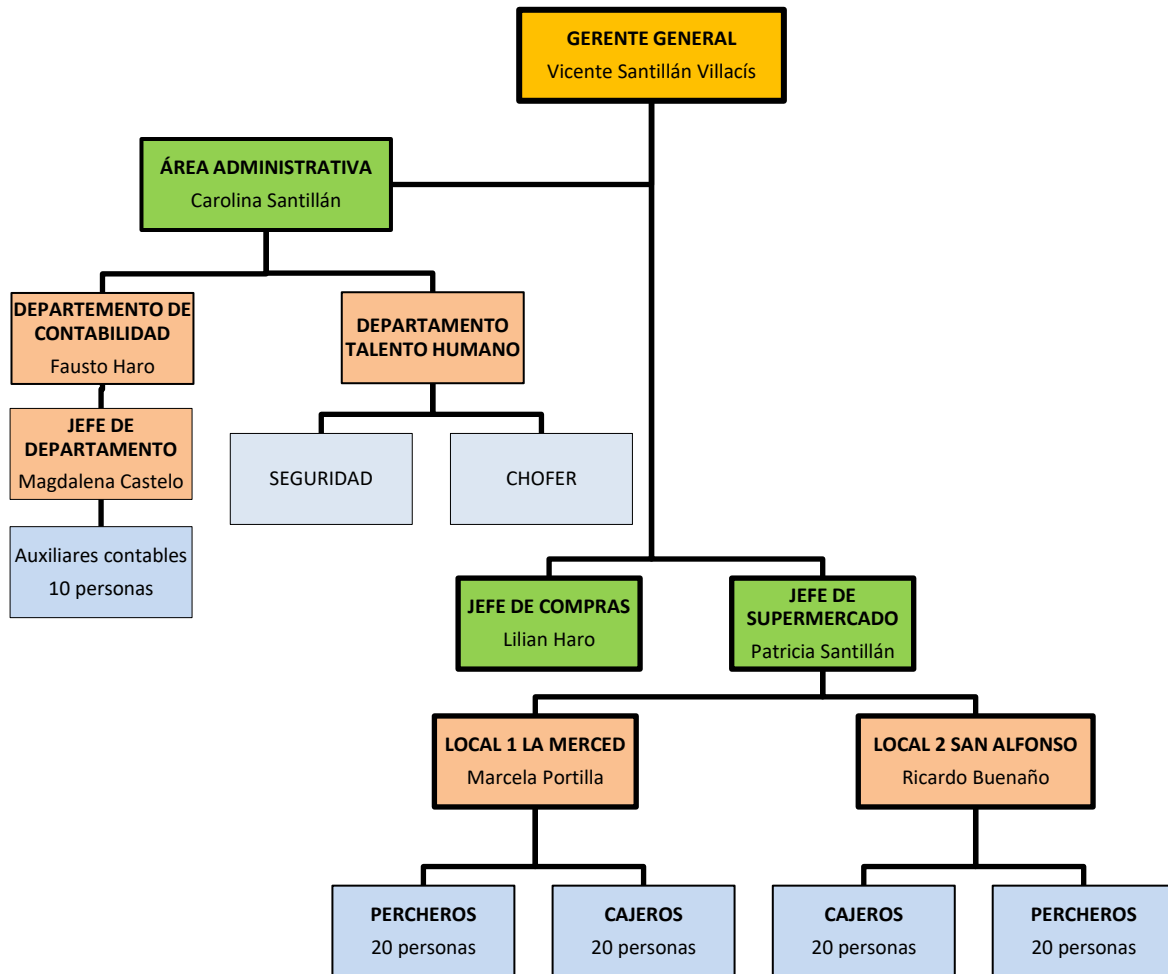 GERENTE GENERAL
Vicente Santillán Villacís
ÁREA ADMINISTRATIVA
Carolina Santillán
DEPARTEMENTO DE
CONTABILIDAD
Fausto Haro
DEPARTAMENTO
TALENTO HUMANO
JEFE DE
DEPARTAMENTO
Magdalena Castelo
SEGURIDAD
CHOFER
Auxiliares contables
10 personas
JEFE DE COMPRAS
Lilian Haro
JEFE DE
SUPERMERCADO
Patricia Santillán
LOCAL 1 LA MERCED
Marcela Portilla
LOCAL 2 SAN ALFONSO
Ricardo Buenaño
PERCHEROS
20 personas
CAJEROS
20 personas
CAJEROS
20 personas
PERCHEROS
20 personas